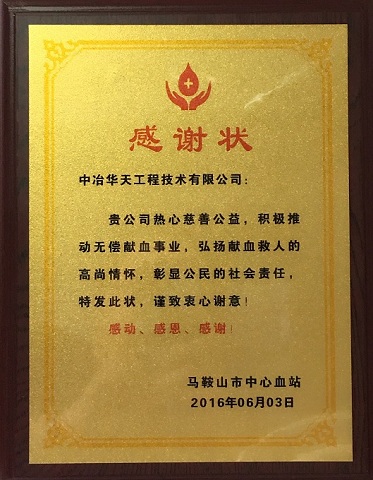 感谢状
中冶华天工程技术有限公司：
贵公司热心慈善公益，积极推
动无偿献血事业，弘扬献血救人的
高尚情怀，彰显公民的社会责任，
特发此状，谨致衷心谢意！
感动、感恩、感谢！
马鞍山市中心血站
2016年06月03日